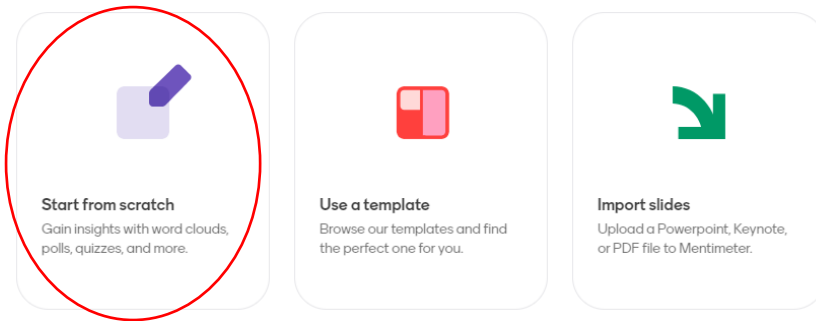 Start from scratch
Gain insights with word clouds,
polls, quizzes, and more.
Use a template
Browse our templates and find
the perfect one for you.
Import slides
Upload a Powerpoint, Keynote,
or PDF file to Mentimeter.